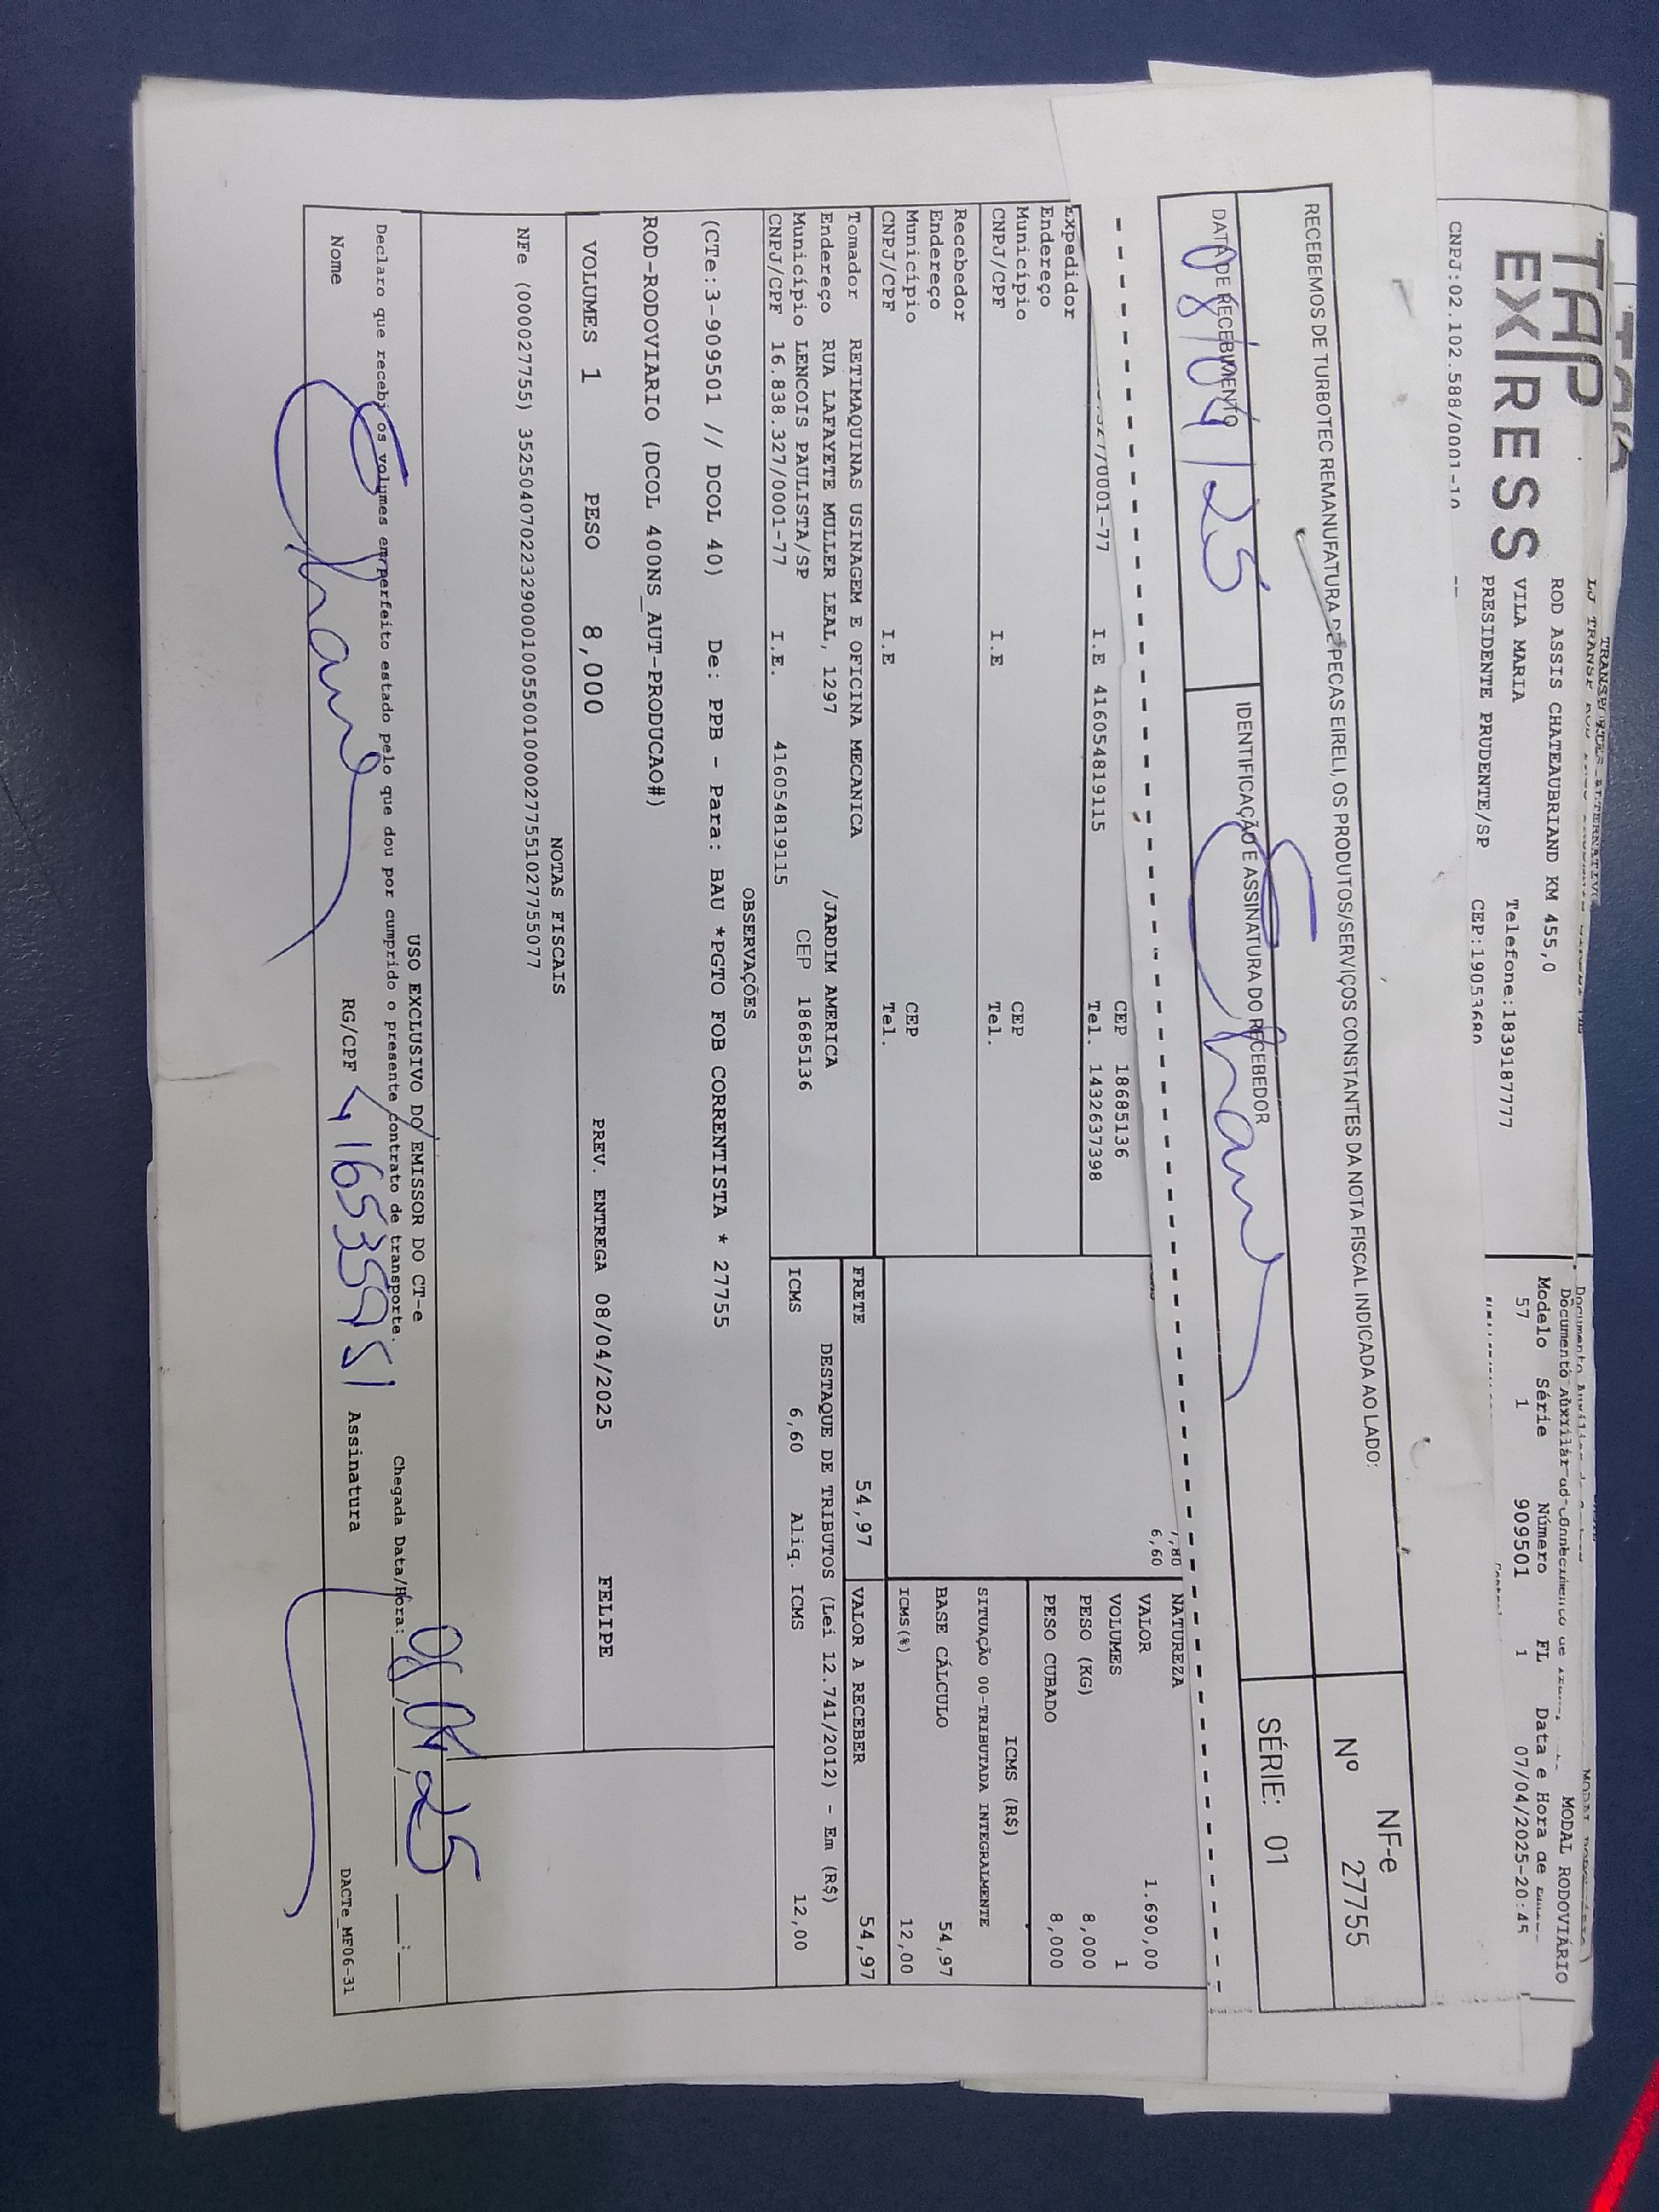 TAP
EXPRESS
ROD ASSIS CHATEAUBRIAND KM 455,0
VILA MARIA Telefone:1839187777
PRESIDENTE PRUDENTE/SP CEP:19053680
CNPJ:02.102.588/0001-10
MODAL RODOVIÁRIO
Modelo Série Número FL Data e Hora de
57 1 909501 1 07/04/2025-20:45
RECEBEMOS DE TURBOTEC REMANUFATURA DE PECAS EIRELI, OS PRODUTOS/SERVIÇOS CONSTANTES DA NOTA FISCAL INDICADA AO LADO:
NF-e
Nº 27755
SÉRIE: 01
DATA DE RECEBIMENTO IDENTIFICAÇÃO E ASSINATURA DO RECEBEDOR
08/04/25
CEP 18685136
0001-77 I.E 416054819115 Tel. 1432637398
Expedidor
Endereço
Município CEP
CNPJ/CPF I.E Tel.
Recebedor
Endereço
Município CEP
CNPJ/CPF I.E Tel.
7,80
6,60
NATUREZA
VALOR 1.690,00
VOLUMES 1
PESO (KG) 8,000
PESO CUBADO 8,000
ICMS (R$)
SITUAÇÃO 00-TRIBUTADA INTEGRALMENTE
BASE CÁLCULO 54,97
ICMS(%) 12,00
Tomador RETIMAQUINAS USINAGEM E OFICINA MECANICA
Endereço RUA LAFAYETE MULLER LEAL, 1297 /JARDIM AMERICA
Município LENCOIS PAULISTA/SP CEP 18685136
CNPJ/CPF 16.838.327/0001-77 I.E. 416054819115
FRETE 54,97 VALOR A RECEBER 54,97
DESTAQUE DE TRIBUTOS (Lei 12.741/2012) - Em (R$)
ICMS 6,60 Aliq. ICMS 12,00
OBSERVAÇÕES
(CTe:3-909501 // DCOL 40) De: PPB - Para: BAU *PGTO FOB CORRENTISTA * 27755
ROD-RODOVIARIO (DCOL 400NS_AUT-PRODUCAO#)
VOLUMES 1 PESO 8,000 PREV. ENTREGA 08/04/2025 FELIPE
NOTAS FISCAIS
NFe (000027755) 35250407022329000100550010000277551027755077
USO EXCLUSIVO DO EMISSOR DO CT-e
Declaro que recebi os volumes em perfeito estado pelo que dou por cumprido o presente contrato de transporte. Chegada Data/Hora: 08/04/25 __:__
Nome RG/CPF Assinatura
DACTe_MF06-31